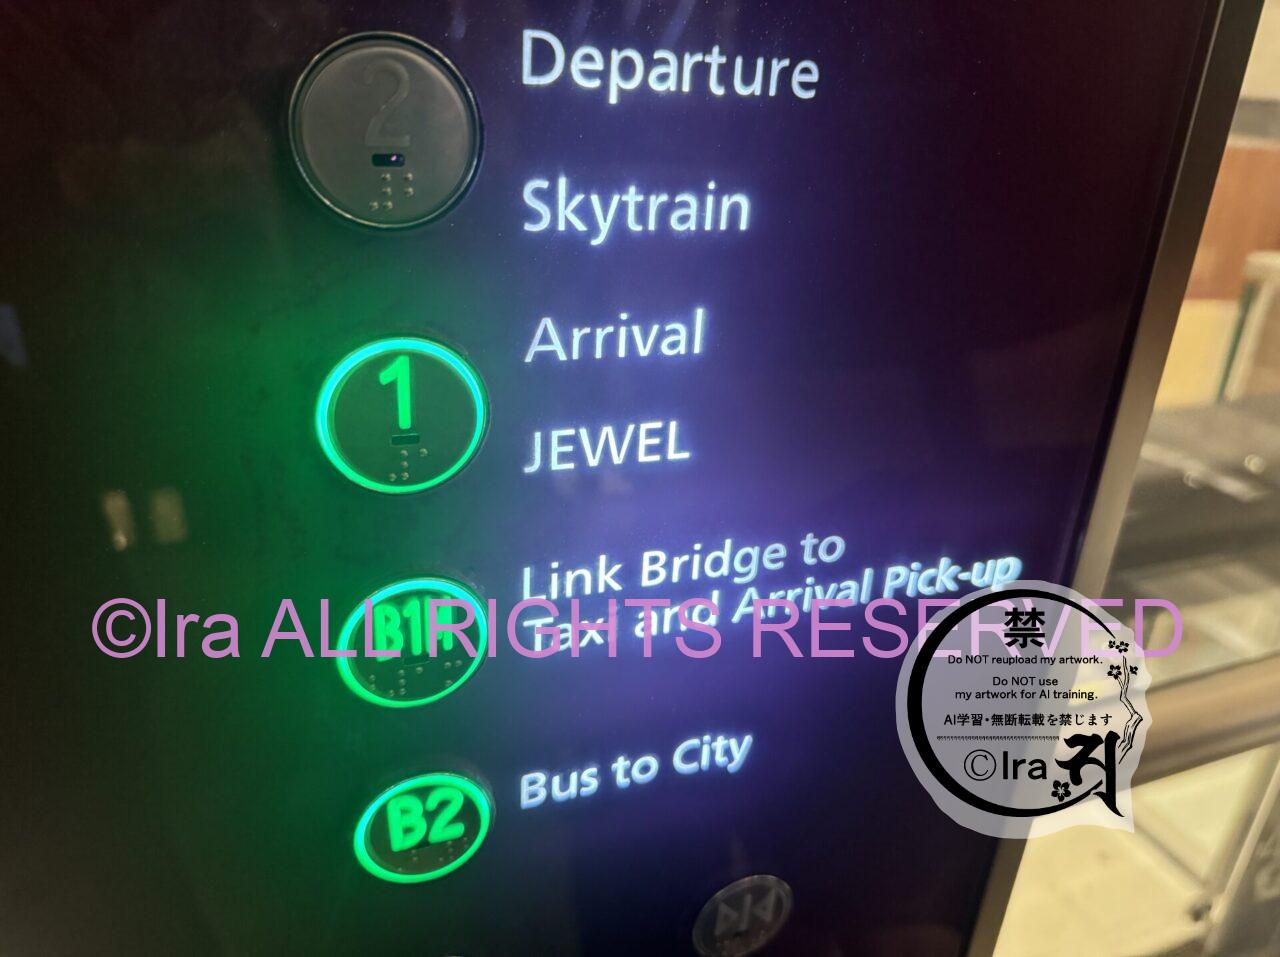 2
Departure
Skytrain
1
Arrival
JEWEL
B1M
Link Bridge to
Taxi and Arrival Pick-up
B2
Bus to City
©Ira ALL RIGHTS RESERVED
禁
Do NOT reupload my artwork.
Do NOT use
my artwork for AI training.
AI学習・無断転載を禁じます
©Ira